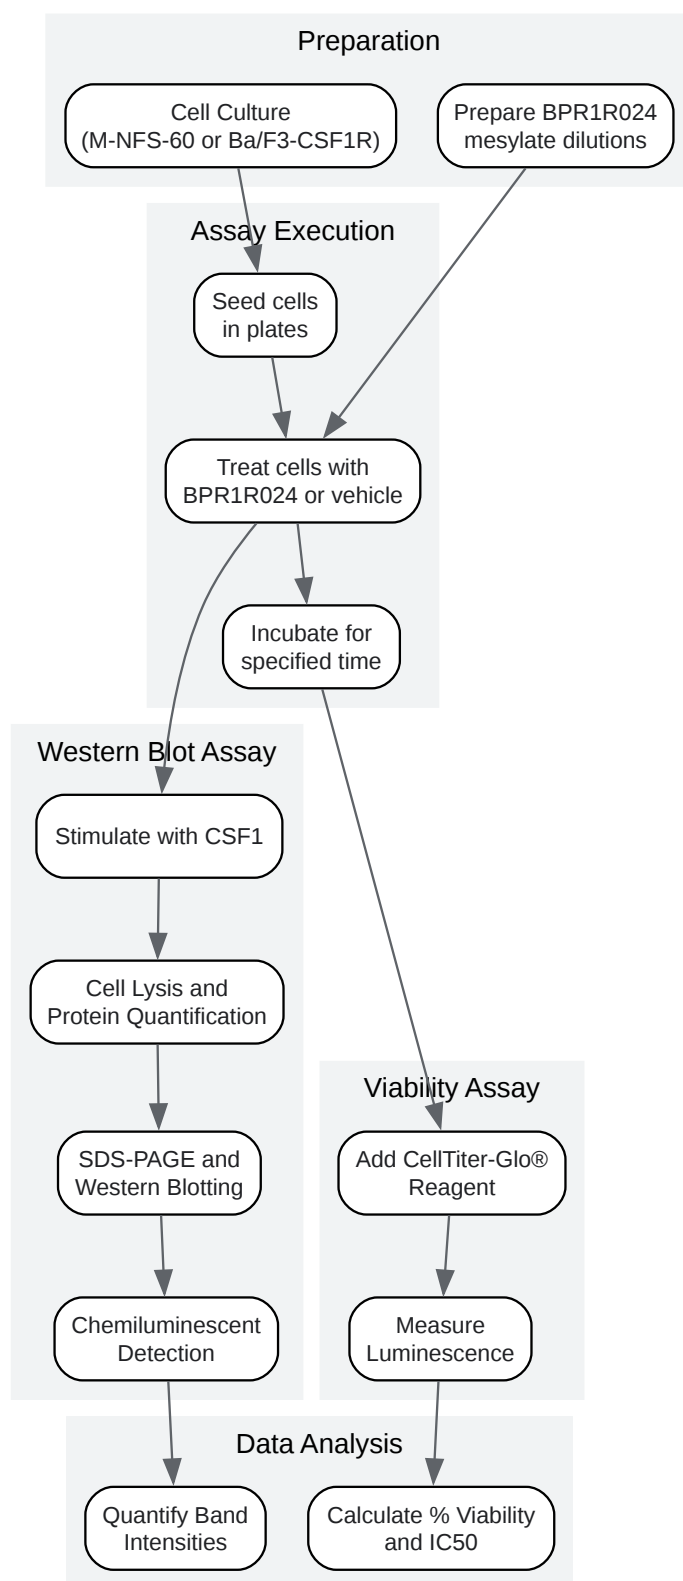 Preparation
Cell Culture
(M-NFS-60 or Ba/F3-CSF1R)
Prepare BPR1R024
mesylate dilutions
Assay Execution
Seed cells
in plates
Treat cells with
BPR1R024 or vehicle
Incubate for
specified time
Western Blot Assay
Stimulate with CSF1
Cell Lysis and
Protein Quantification
SDS-PAGE and
Western Blotting
Chemiluminescent
Detection
Viability Assay
Add CellTiter-Glo®
Reagent
Measure
Luminescence
Data Analysis
Quantify Band
Intensities
Calculate % Viability
and IC50